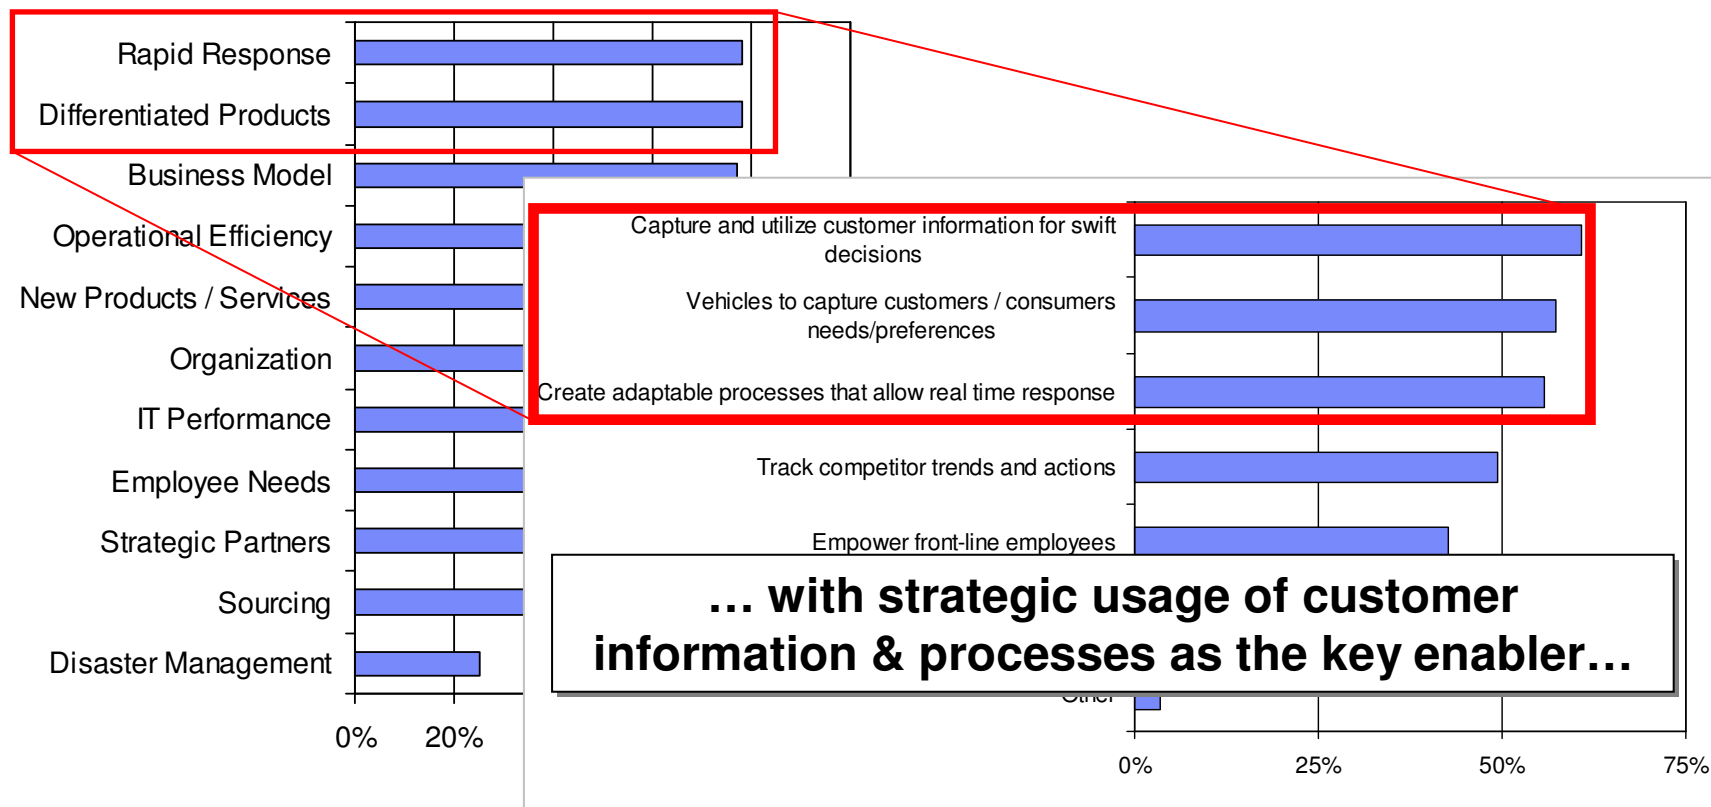 Rapid Response
Differentiated Products
Business Model
Operational Efficiency
New Products / Services
Organization
IT Performance
Employee Needs
Strategic Partners
Sourcing
Disaster Management
0%
20%
Capture and utilize customer information for swift
decisions
Vehicles to capture customers / consumers
needs/preferences
Create adaptable processes that allow real time response
Track competitor trends and actions
Empower front-line employees
… with strategic usage of customer
information & processes as the key enabler…
Other
0%
25%
50%
75%